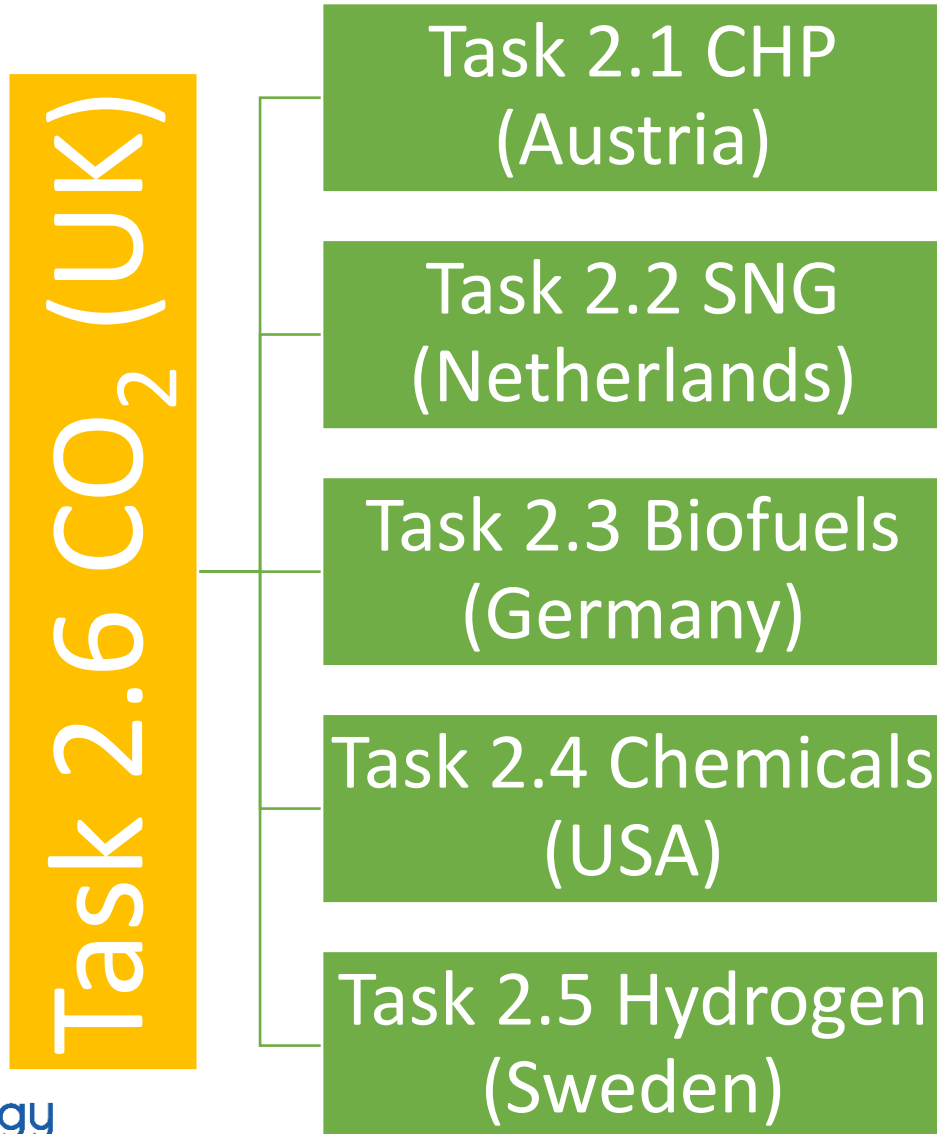 Task 2.6 CO₂ (UK)
Task 2.1 CHP
(Austria)
Task 2.2 SNG
(Netherlands)
Task 2.3 Biofuels
(Germany)
Task 2.4 Chemicals
(USA)
Task 2.5 Hydrogen
(Sweden)